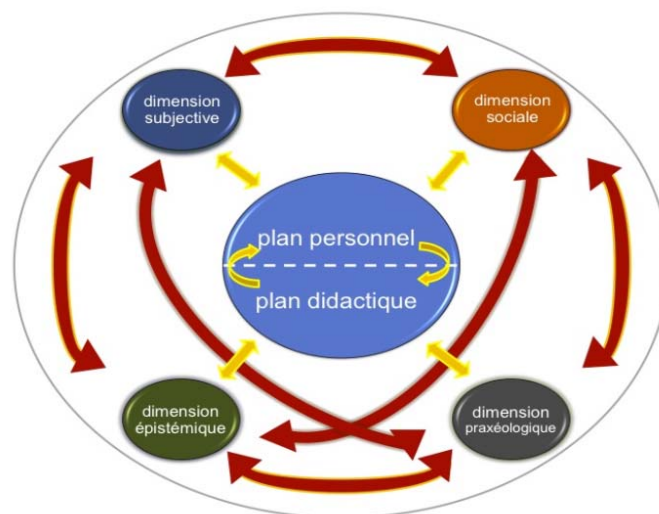 dimension
subjective
dimension
sociale
plan personnel
plan didactique
dimension
épistémique
dimension
praxéologique